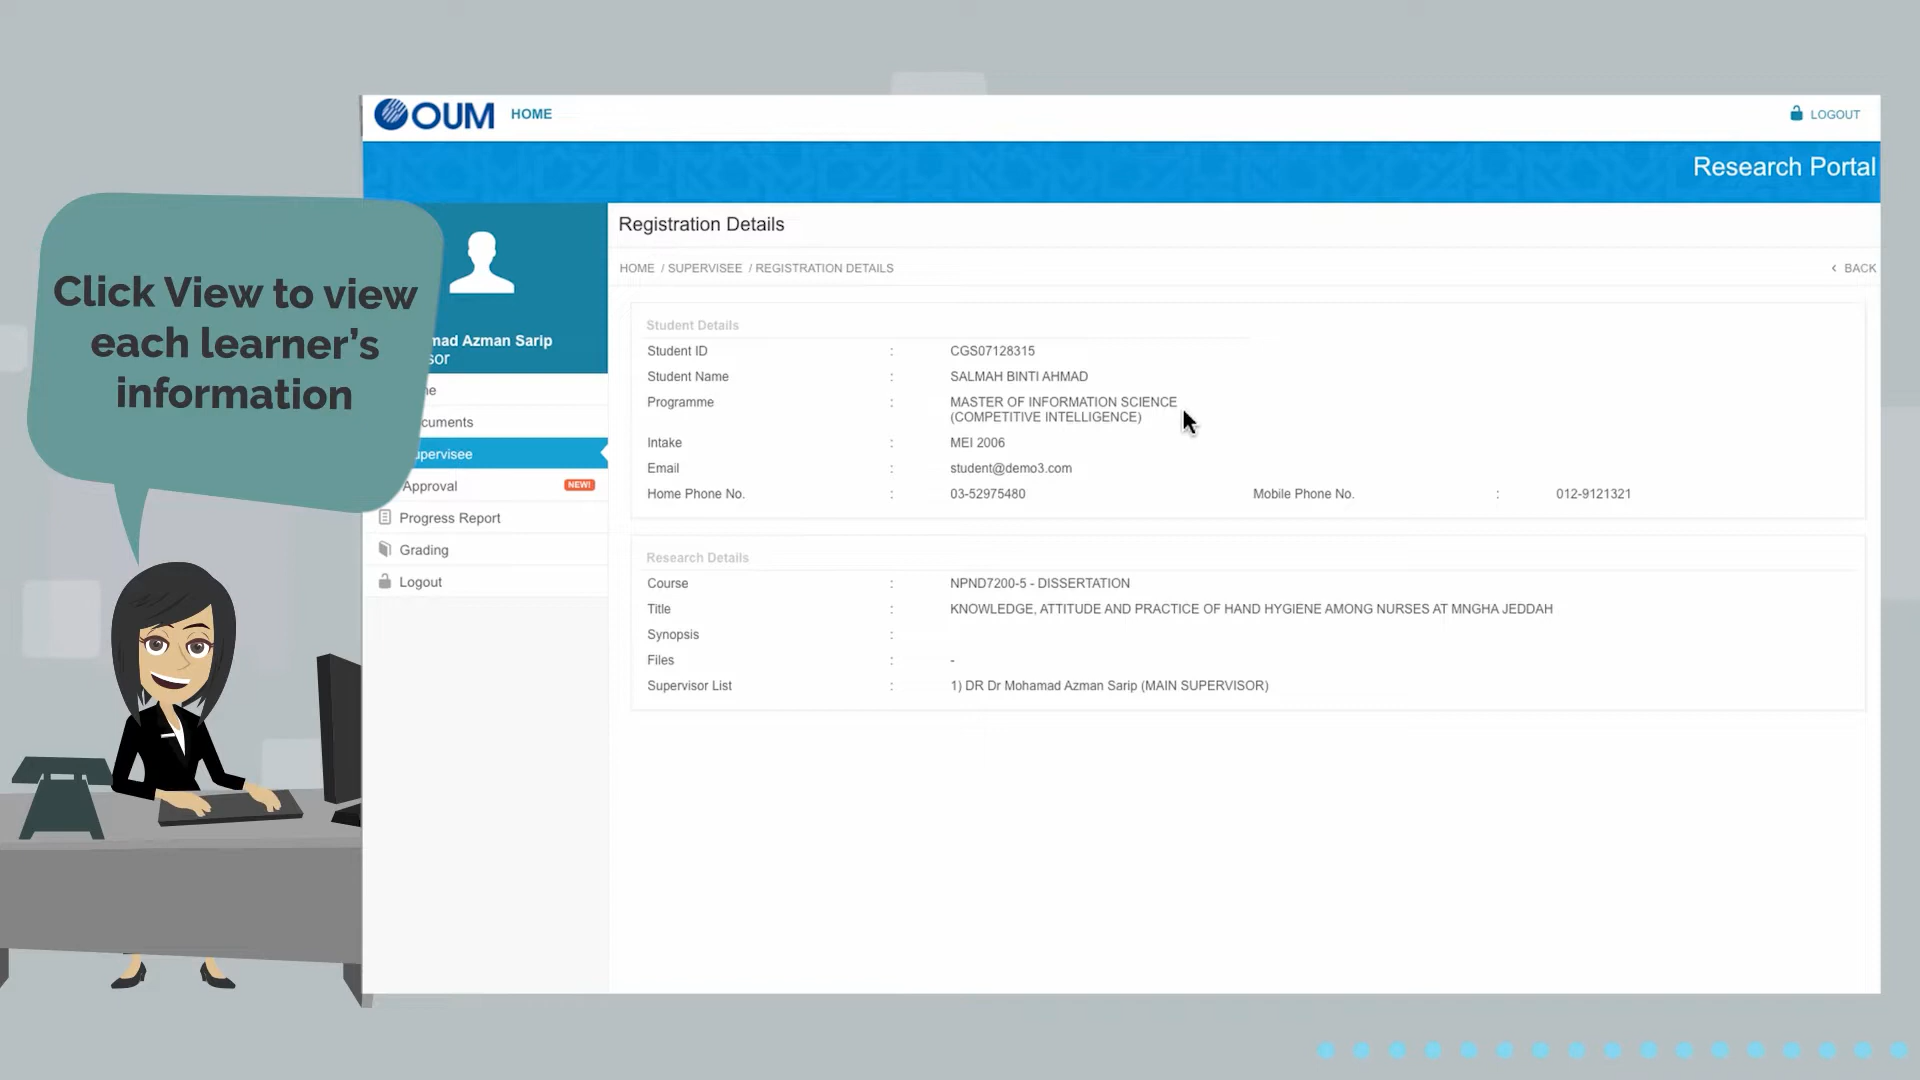 OUM
HOME
LOGOUT
Research Portal
Click View to view
each learner's
information
mad Azman Sarip
sor
ne
cuments
upervisee
Approval NEW!
Progress Report
Grading
Logout
Registration Details
HOME / SUPERVISEE / REGISTRATION DETAILS
‹ BACK
Student Details
Student ID : CGS07128315
Student Name : SALMAH BINTI AHMAD
Programme : MASTER OF INFORMATION SCIENCE
(COMPETITIVE INTELLIGENCE)
Intake : MEI 2006
Email : student@demo3.com
Home Phone No. : 03-52975480 Mobile Phone No. : 012-9121321
Research Details
Course : NPND7200-5 - DISSERTATION
Title : KNOWLEDGE, ATTITUDE AND PRACTICE OF HAND HYGIENE AMONG NURSES AT MNGHA JEDDAH
Synopsis :
Files : -
Supervisor List : 1) DR Dr Mohamad Azman Sarip (MAIN SUPERVISOR)